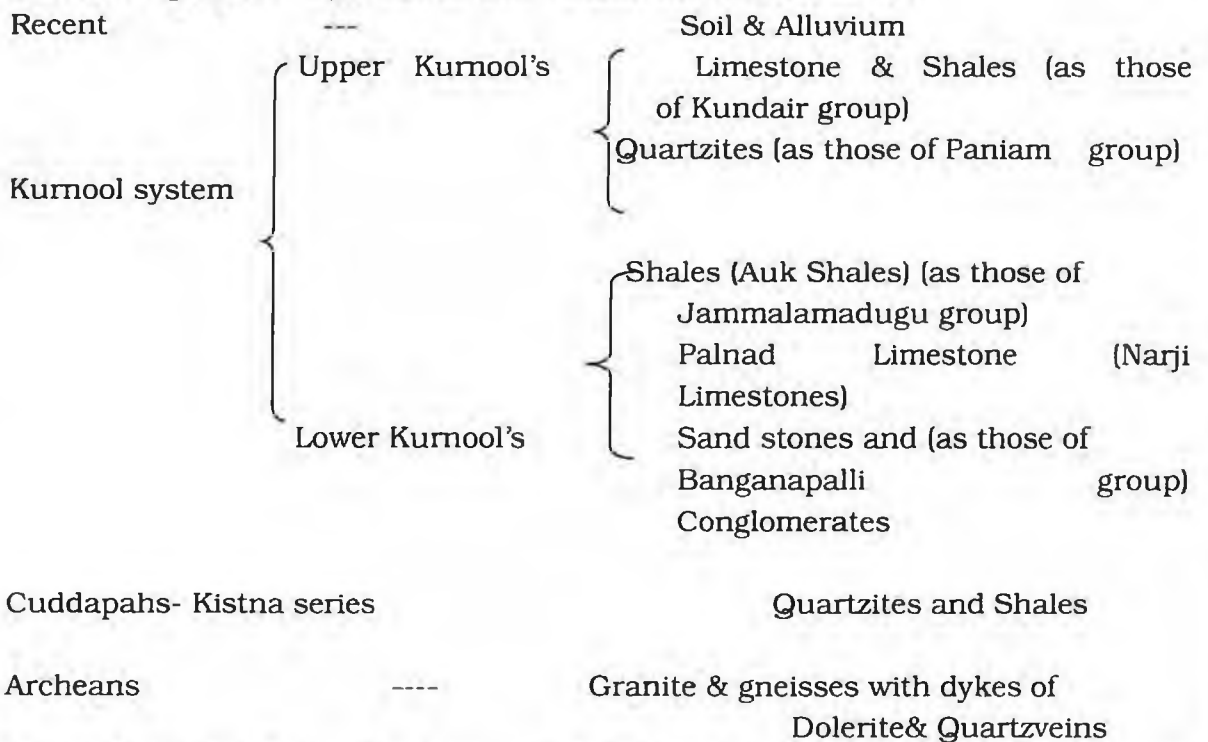 Recent --- Soil & Alluvium
Upper Kurnool's Limestone & Shales (as those
of Kundair group)
Quartzites (as those of Paniam group)
Kurnool system
Shales (Auk Shales) (as those of
Jammalamadugu group)
Palnad Limestone (Narji
Limestones)
Lower Kurnool's Sand stones and (as those of
Banganapalli group)
Conglomerates
Cuddapahs- Kistna series Quartzites and Shales
Archeans ---- Granite & gneisses with dykes of
Dolerite& Quartzveins